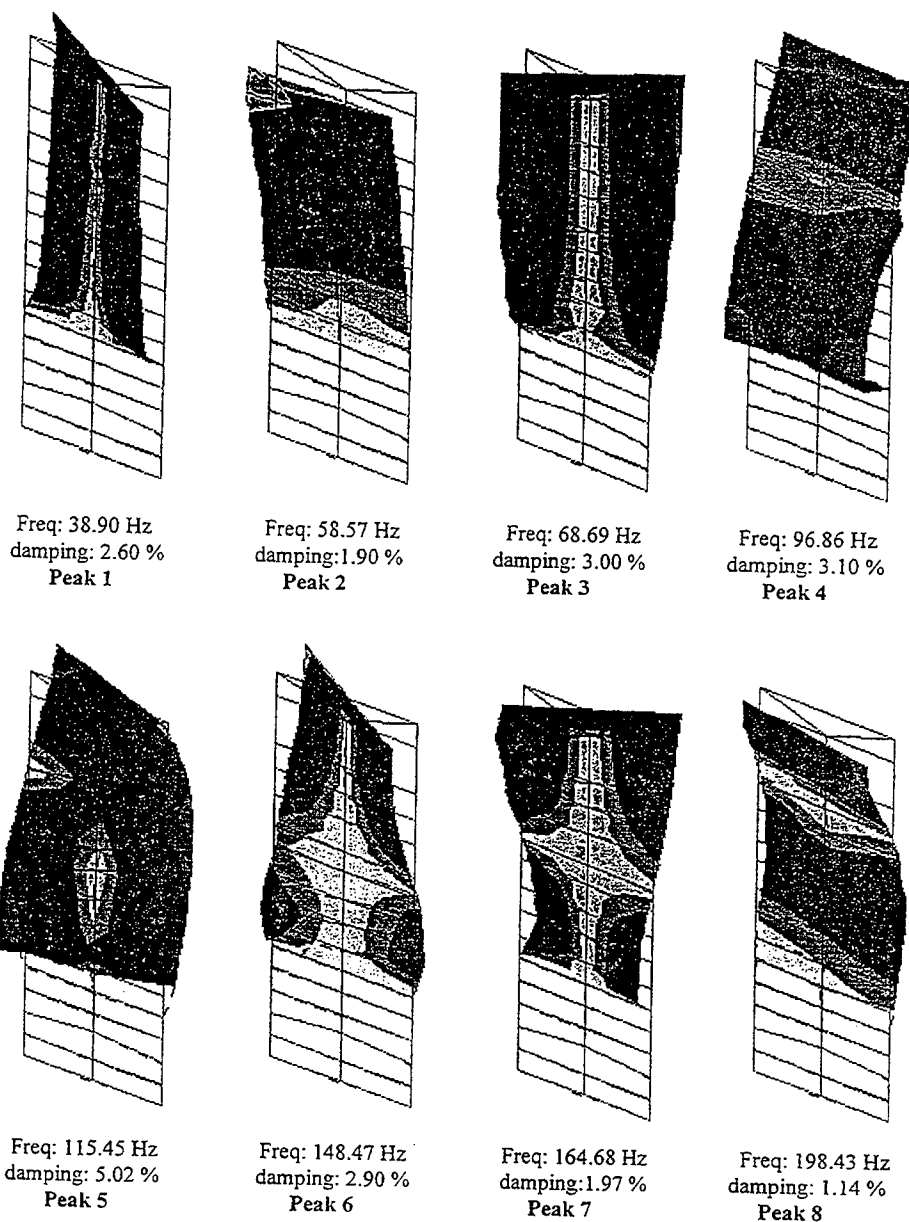 Freq: 38.90 Hz
damping: 2.60 %
Peak 1
Freq: 58.57 Hz
damping:1.90 %
Peak 2
Freq: 68.69 Hz
damping: 3.00 %
Peak 3
Freq: 96.86 Hz
damping: 3.10 %
Peak 4
Freq: 115.45 Hz
damping: 5.02 %
Peak 5
Freq: 148.47 Hz
damping: 2.90 %
Peak 6
Freq: 164.68 Hz
damping:1.97 %
Peak 7
Freq: 198.43 Hz
damping: 1.14 %
Peak 8